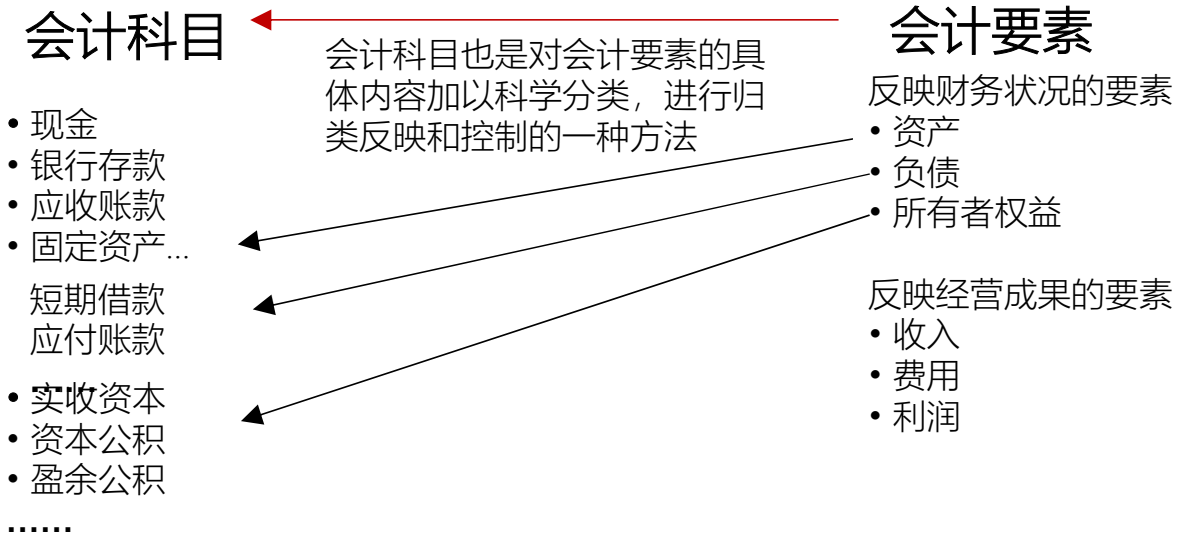 会计科目
• 现金
• 银行存款
• 应收账款
• 固定资产...
短期借款
应付账款
......
• 实收资本
• 资本公积
• 盈余公积
......
会计科目也是对会计要素的具
体内容加以科学分类，进行归
类反映和控制的一种方法
会计要素
反映财务状况的要素
• 资产
• 负债
• 所有者权益
反映经营成果的要素
• 收入
• 费用
• 利润